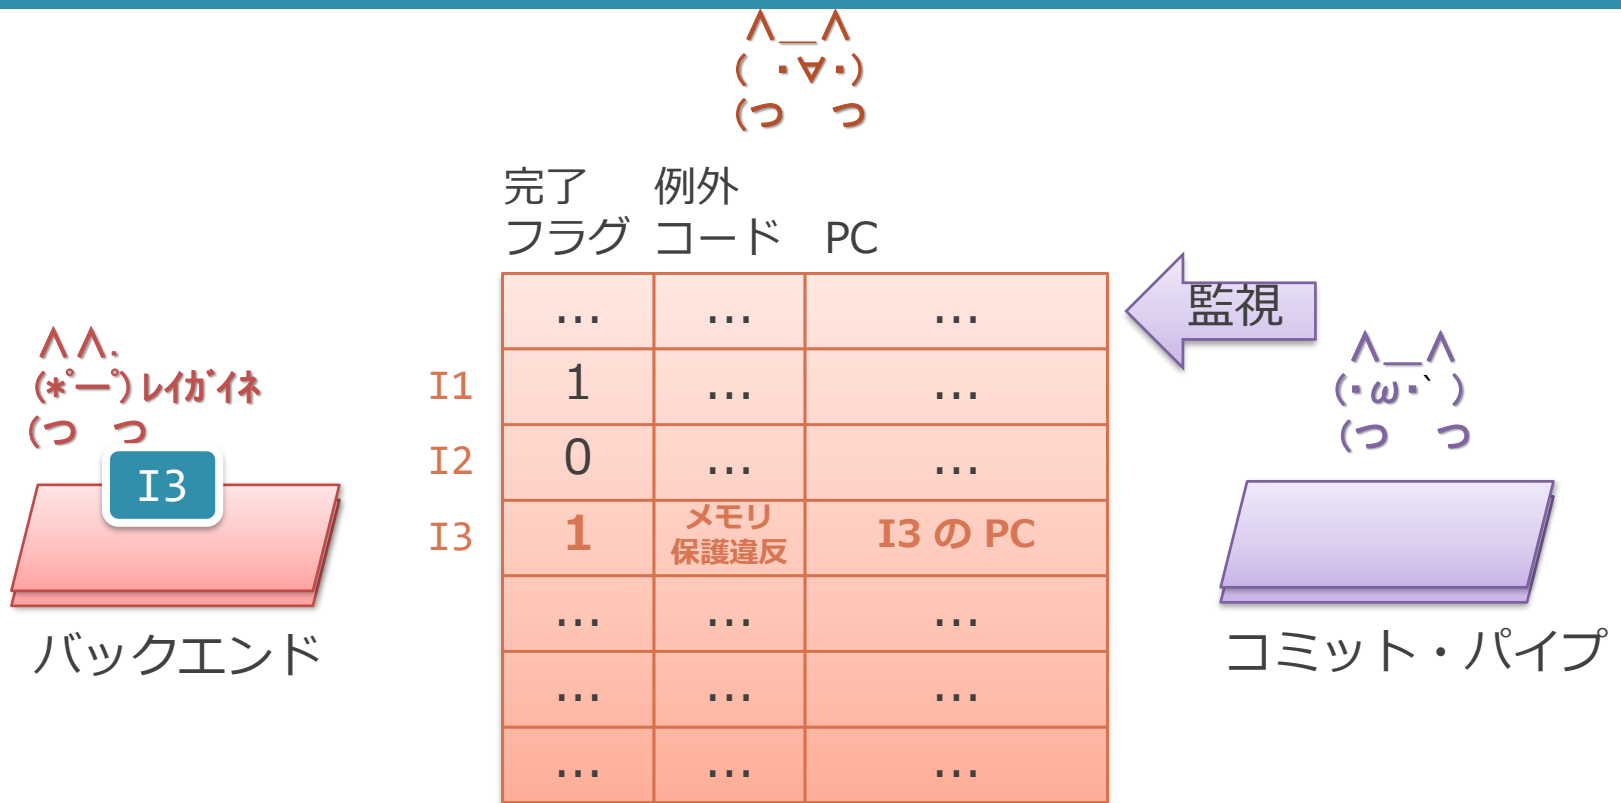 ∧＿∧
( ・∀・)
(つ　つ
完了 例外
フラグ コード PC
… … …
監視
∧∧.
(*ﾟーﾟ)ﾚｲｶﾞｲﾈ
(つ　つ
∧＿∧
(・ω・` )
(つ　つ
I1 1 … …
I2 0 … …
I3
I3 1 メモリ
保護違反 I3 の PC
… … …
… … …
… … …
バックエンド
コミット・パイプ